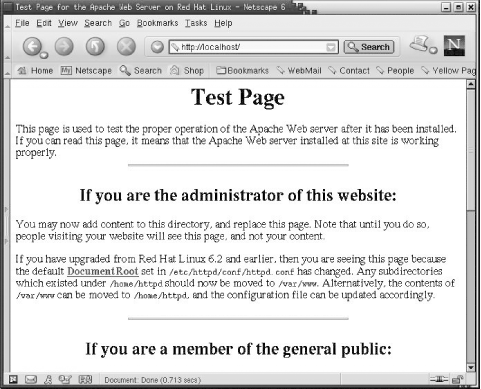 Test Page for the Apache Web Server on Red Hat Linux - Netscape 6
File Edit View Search Go Bookmarks Tasks Help
http://localhost/ Search N
Home Netscape Search Shop Bookmarks WebMail Contact People Yellow Pag
Test Page
This page is used to test the proper operation of the Apache Web server after it has been installed.
If you can read this page, it means that the Apache Web server installed at this site is working
properly.
If you are the administrator of this website:
You may now add content to this directory, and replace this page. Note that until you do so,
people visiting your website will see this page, and not your content.
If you have upgraded from Red Hat Linux 6.2 and earlier, then you are seeing this page because
the default DocumentRoot set in /etc/httpd/conf/httpd.conf has changed. Any subdirectories
which existed under /home/httpd should now be moved to /var/www. Alternatively, the contents of
/var/www can be moved to /home/httpd, and the configuration file can be updated accordingly.
If you are a member of the general public:
Document: Done (0.713 secs)